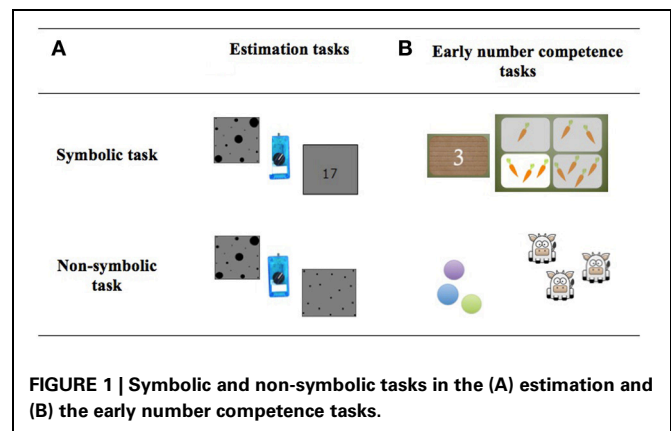 A Estimation tasks B Early number competence
tasks
Symbolic task
17
3
Non-symbolic
task
FIGURE 1 | Symbolic and non-symbolic tasks in the (A) estimation and
(B) the early number competence tasks.